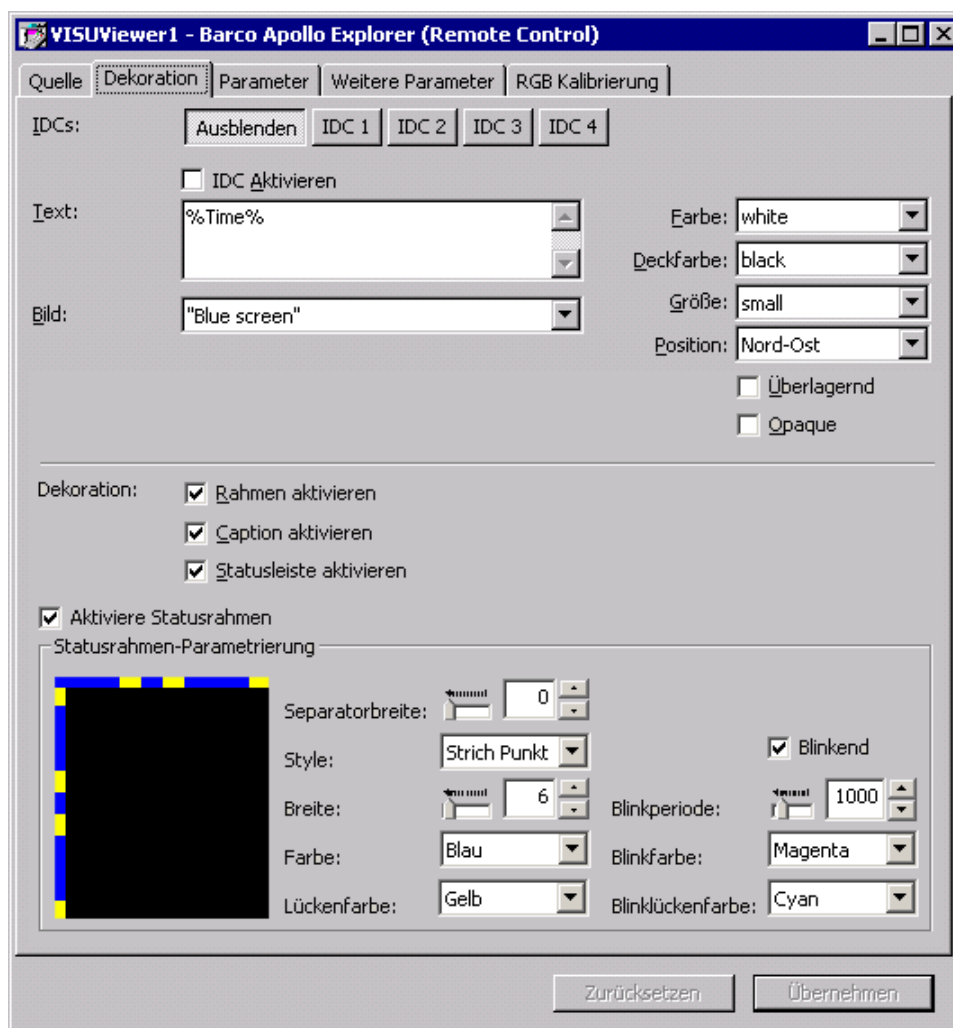 VISUViewer1 - Barco Apollo Explorer (Remote Control)
Quelle Dekoration Parameter Weitere Parameter RGB Kalibrierung
IDCs: Ausblenden IDC 1 IDC 2 IDC 3 IDC 4
IDC Aktivieren
Text: %Time% Farbe: white
Deckfarbe: black
Bild: "Blue screen" Größe: small
Position: Nord-Ost
Überlagernd
Opaque
Dekoration: Rahmen aktivieren
Caption aktivieren
Statusleiste aktivieren
Aktiviere Statusrahmen
Statusrahmen-Parametrierung
Separatorbreite: 0
Style: Strich Punkt Blinkend
Breite: 6 Blinkperiode: 1000
Farbe: Blau Blinkfarbe: Magenta
Lückenfarbe: Gelb Blinklückenfarbe: Cyan
Zurücksetzen Übernehmen